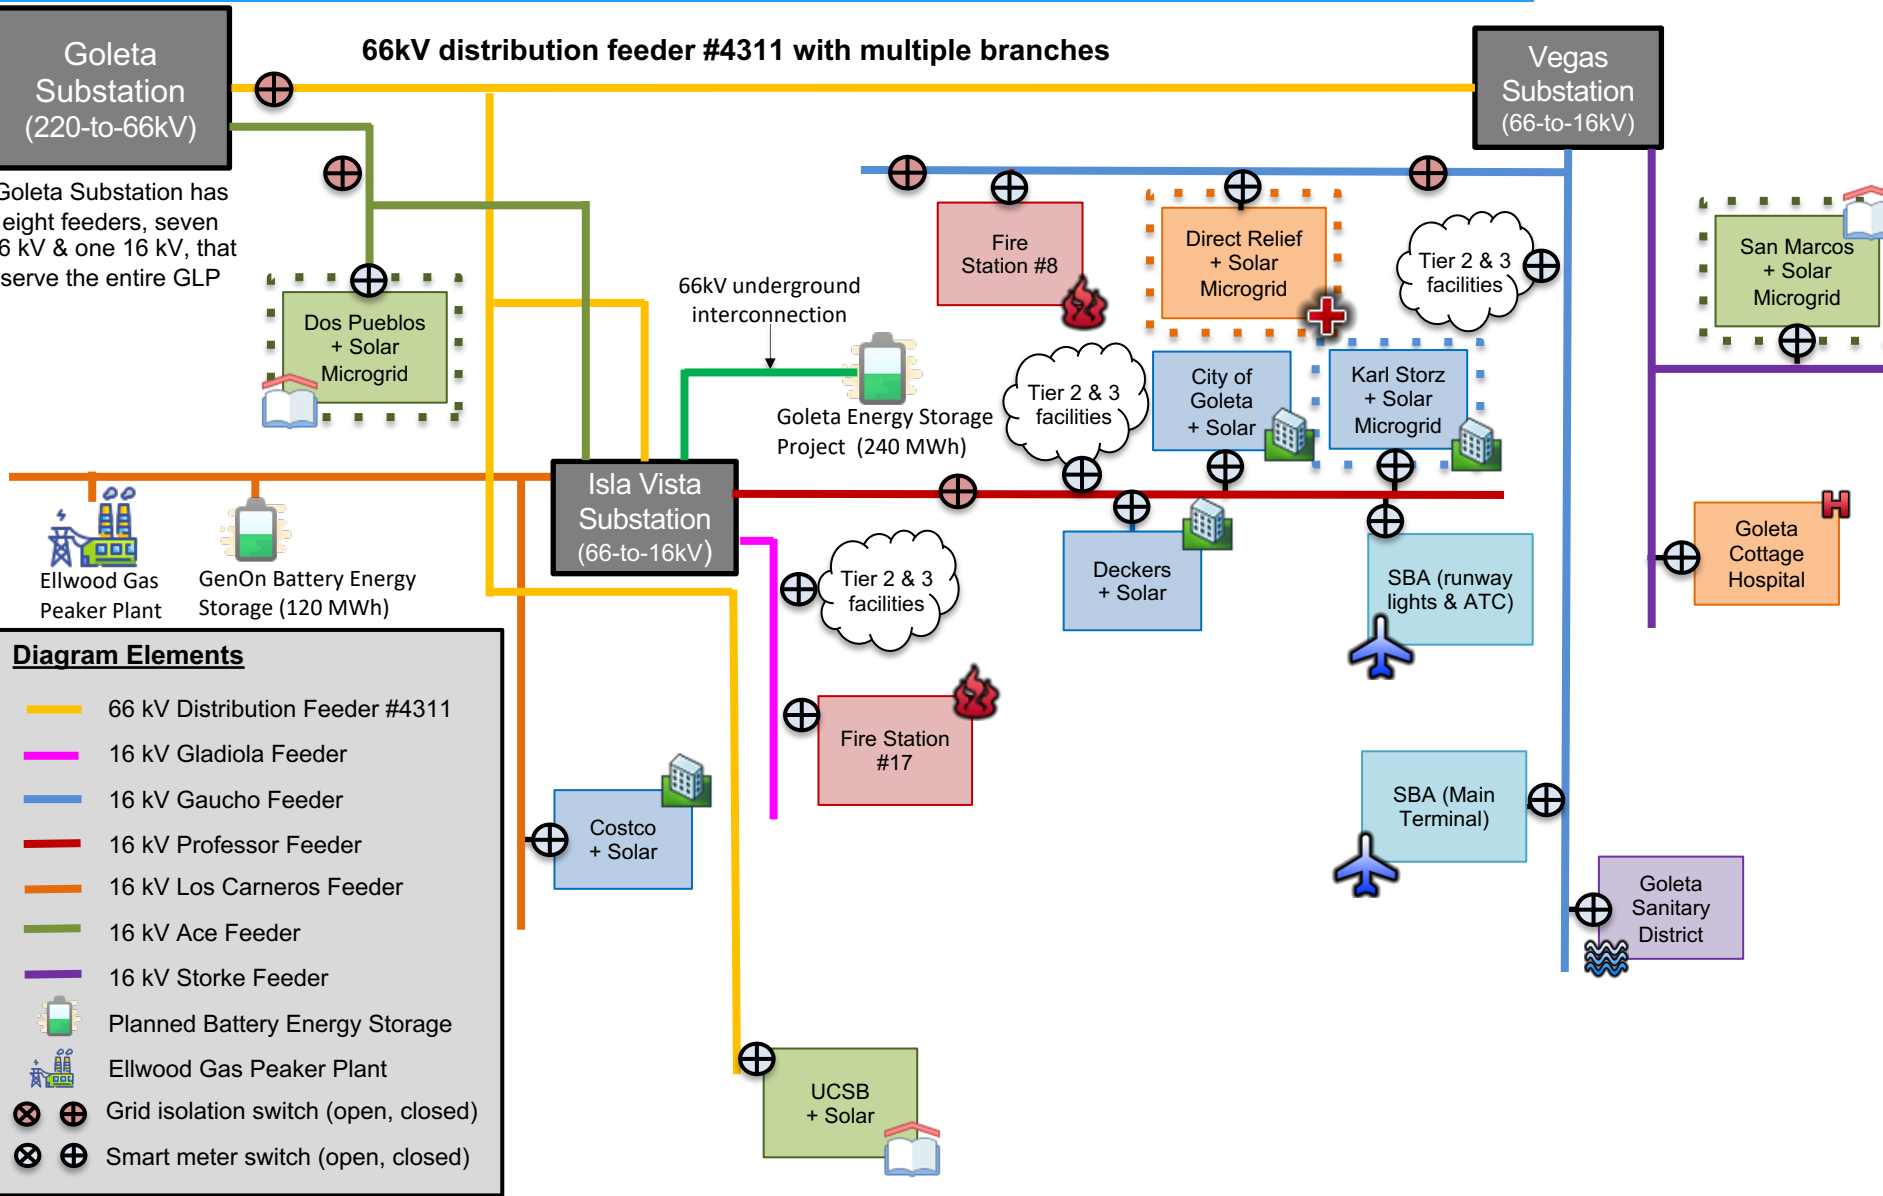 66kV distribution feeder #4311 with multiple branches
Goleta
Substation
(220-to-66kV)
Vegas
Substation
(66-to-16kV)
Goleta Substation has
eight feeders, seven
6 kV & one 16 kV, that
serve the entire GLP
Dos Pueblos
+ Solar
Microgrid
66kV underground
interconnection
Goleta Energy Storage
Project (240 MWh)
Fire
Station #8
Direct Relief
+ Solar
Microgrid
Tier 2 & 3
facilities
San Marcos
+ Solar
Microgrid
Tier 2 & 3
facilities
City of
Goleta
+ Solar
Karl Storz
+ Solar
Microgrid
Ellwood Gas
Peaker Plant
GenOn Battery Energy
Storage (120 MWh)
Isla Vista
Substation
(66-to-16kV)
Tier 2 & 3
facilities
Deckers
+ Solar
SBA (runway
lights & ATC)
H
Goleta
Cottage
Hospital
Fire Station
#17
Costco
+ Solar
SBA (Main
Terminal)
Goleta
Sanitary
District
UCSB
+ Solar
Diagram Elements
66 kV Distribution Feeder #4311
16 kV Gladiola Feeder
16 kV Gaucho Feeder
16 kV Professor Feeder
16 kV Los Carneros Feeder
16 kV Ace Feeder
16 kV Storke Feeder
Planned Battery Energy Storage
Ellwood Gas Peaker Plant
Grid isolation switch (open, closed)
Smart meter switch (open, closed)